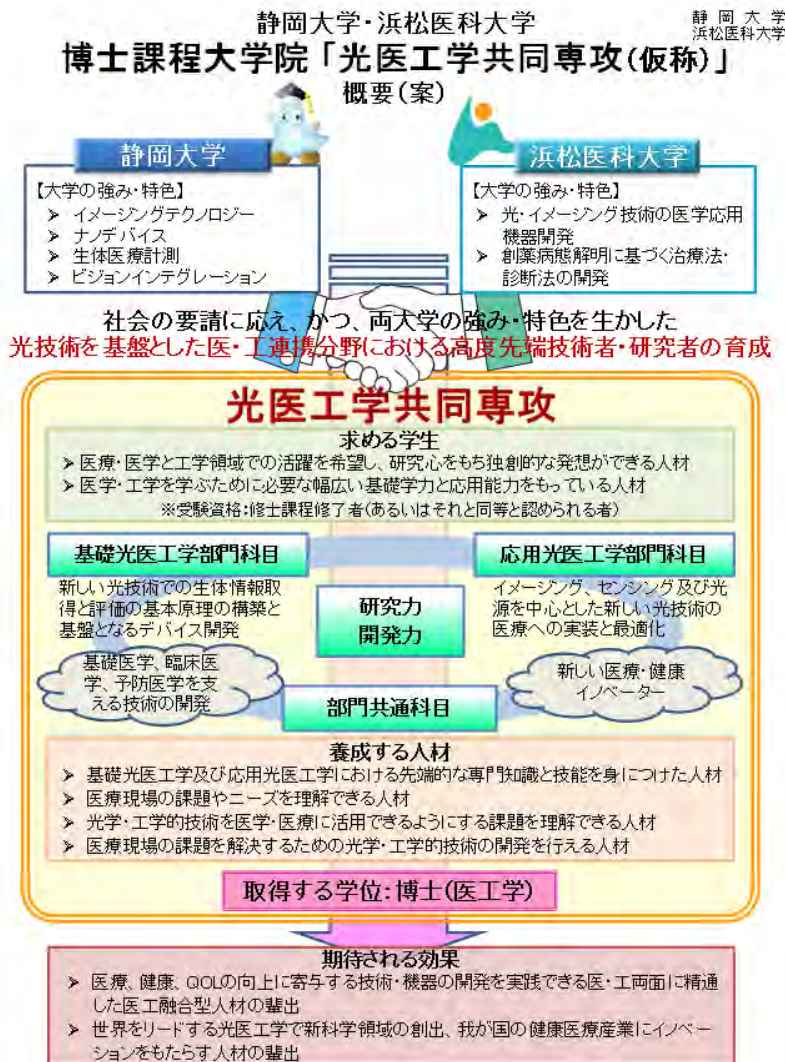 静岡大学・浜松医科大学
静岡大学
浜松医科大学
博士課程大学院「光医工学共同専攻(仮称)」
概要(案)
静岡大学
【大学の強み・特色】
➢ イメージングテクノロジー
➢ ナノデバイス
➢ 生体医療計測
➢ ビジョンインテグレーション
浜松医科大学
【大学の強み・特色】
➢ 光・イメージング技術の医学応用
機器開発
➢ 創薬病態解明に基づく治療法・
診断法の開発
社会の要請に応え、かつ、両大学の強み・特色を生かした
光技術を基盤とした医・工連携分野における高度先端技術者・研究者の育成
光医工学共同専攻
求める学生
➢ 医療・医学と工学領域での活躍を希望し、研究心をもち独創的な発想ができる人材
➢ 医学・工学を学ぶために必要な幅広い基礎学力と応用能力をもっている人材
※受験資格:修士課程修了者(あるいはそれと同等と認められる者)
基礎光医工学部門科目
新しい光技術での生体情報取
得と評価の基本原理の構築と
基盤となるデバイス開発
基礎医学、臨床医
学、予防医学を支
える技術の開発
研究力
開発力
応用光医工学部門科目
イメージング、センシング及び光
源を中心とした新しい光技術の
医療への実装と最適化
新しい医療・健康
イノベーター
部門共通科目
養成する人材
➢ 基礎光医工学及び応用光医工学における先端的な専門知識と技能を身につけた人材
➢ 医療現場の課題やニーズを理解できる人材
➢ 光学・工学的技術を医学・医療に活用できるようにする課題を理解できる人材
➢ 医療現場の課題を解決するための光学・工学的技術の開発を行える人材
取得する学位:博士(医工学)
期待される効果
➢ 医療、健康、QOLの向上に寄与する技術・機器の開発を実践できる医・工両面に精通
した医工融合型人材の輩出
➢ 世界をリードする光医工学で新科学領域の創出、我が国の健康医療産業にイノベー
ションをもたらす人材の輩出